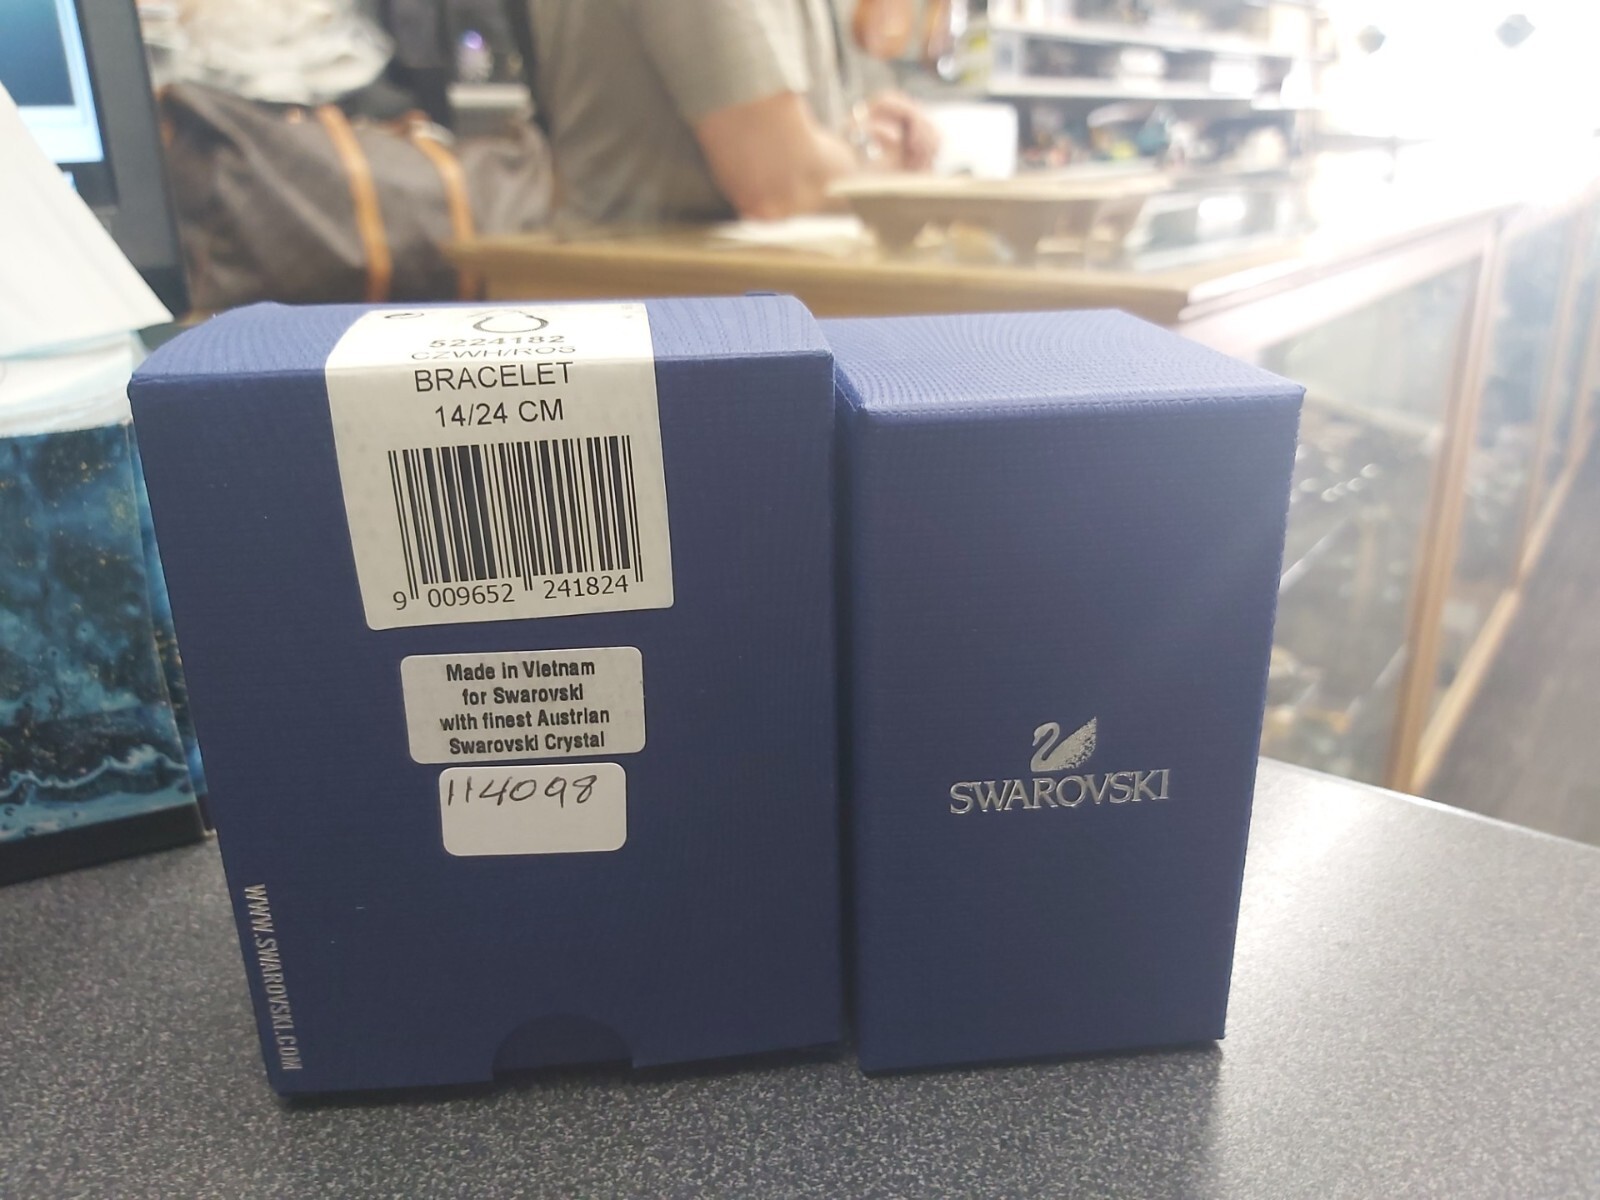 5224182
CZWH/ROS
BRACELET
14/24 CM
9 009652 241824
Made in Vietnam
for Swarovski
with finest Austrian
Swarovski Crystal
114098
WWW.SWAROVSKI.COM
SWAROVSKI